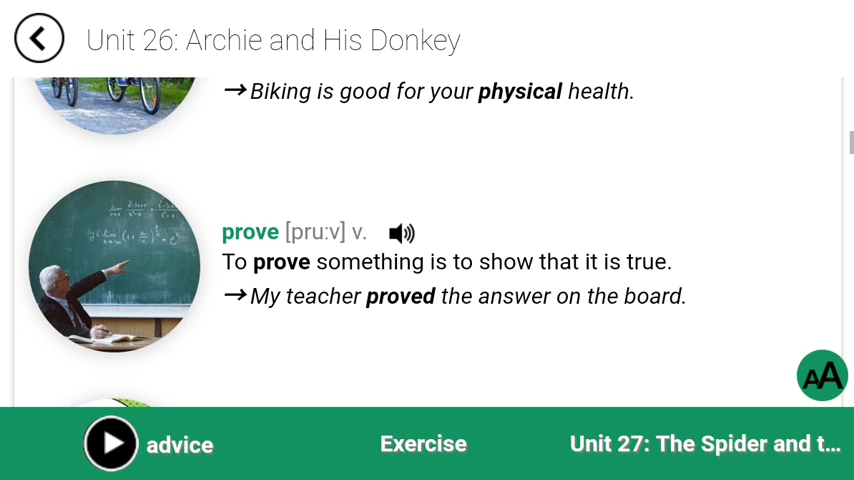 Unit 26: Archie and His Donkey
→ Biking is good for your physical health.
prove [pru:v] v.
To prove something is to show that it is true.
→ My teacher proved the answer on the board.
AA
advice
Exercise
Unit 27: The Spider and t...